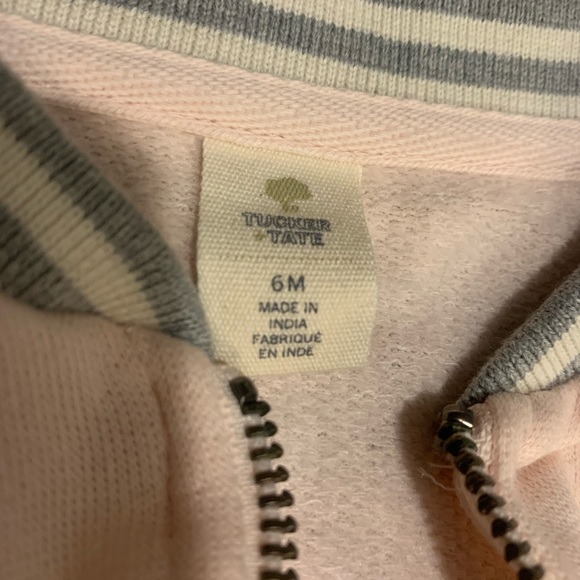 TUCKER
+ TATE
6M
MADE IN
INDIA
FABRIQUÉ
EN INDE